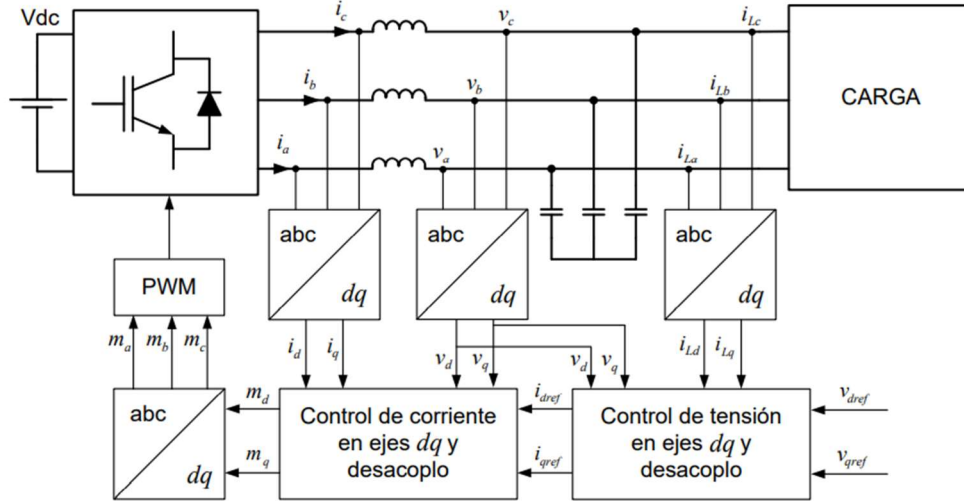 Vdc
i_c
v_c
i_Lc
i_b
v_b
i_Lb
CARGA
i_a
v_a
i_La
abc
dq
abc
dq
abc
dq
PWM
m_a
m_b
m_c
i_d
i_q
v_d
v_q
v_d
v_q
i_Ld
i_Lq
abc
dq
m_d
m_q
Control de corriente
en ejes dq y
desacoplo
i_dref
i_qref
Control de tensión
en ejes dq y
desacoplo
v_dref
v_qref